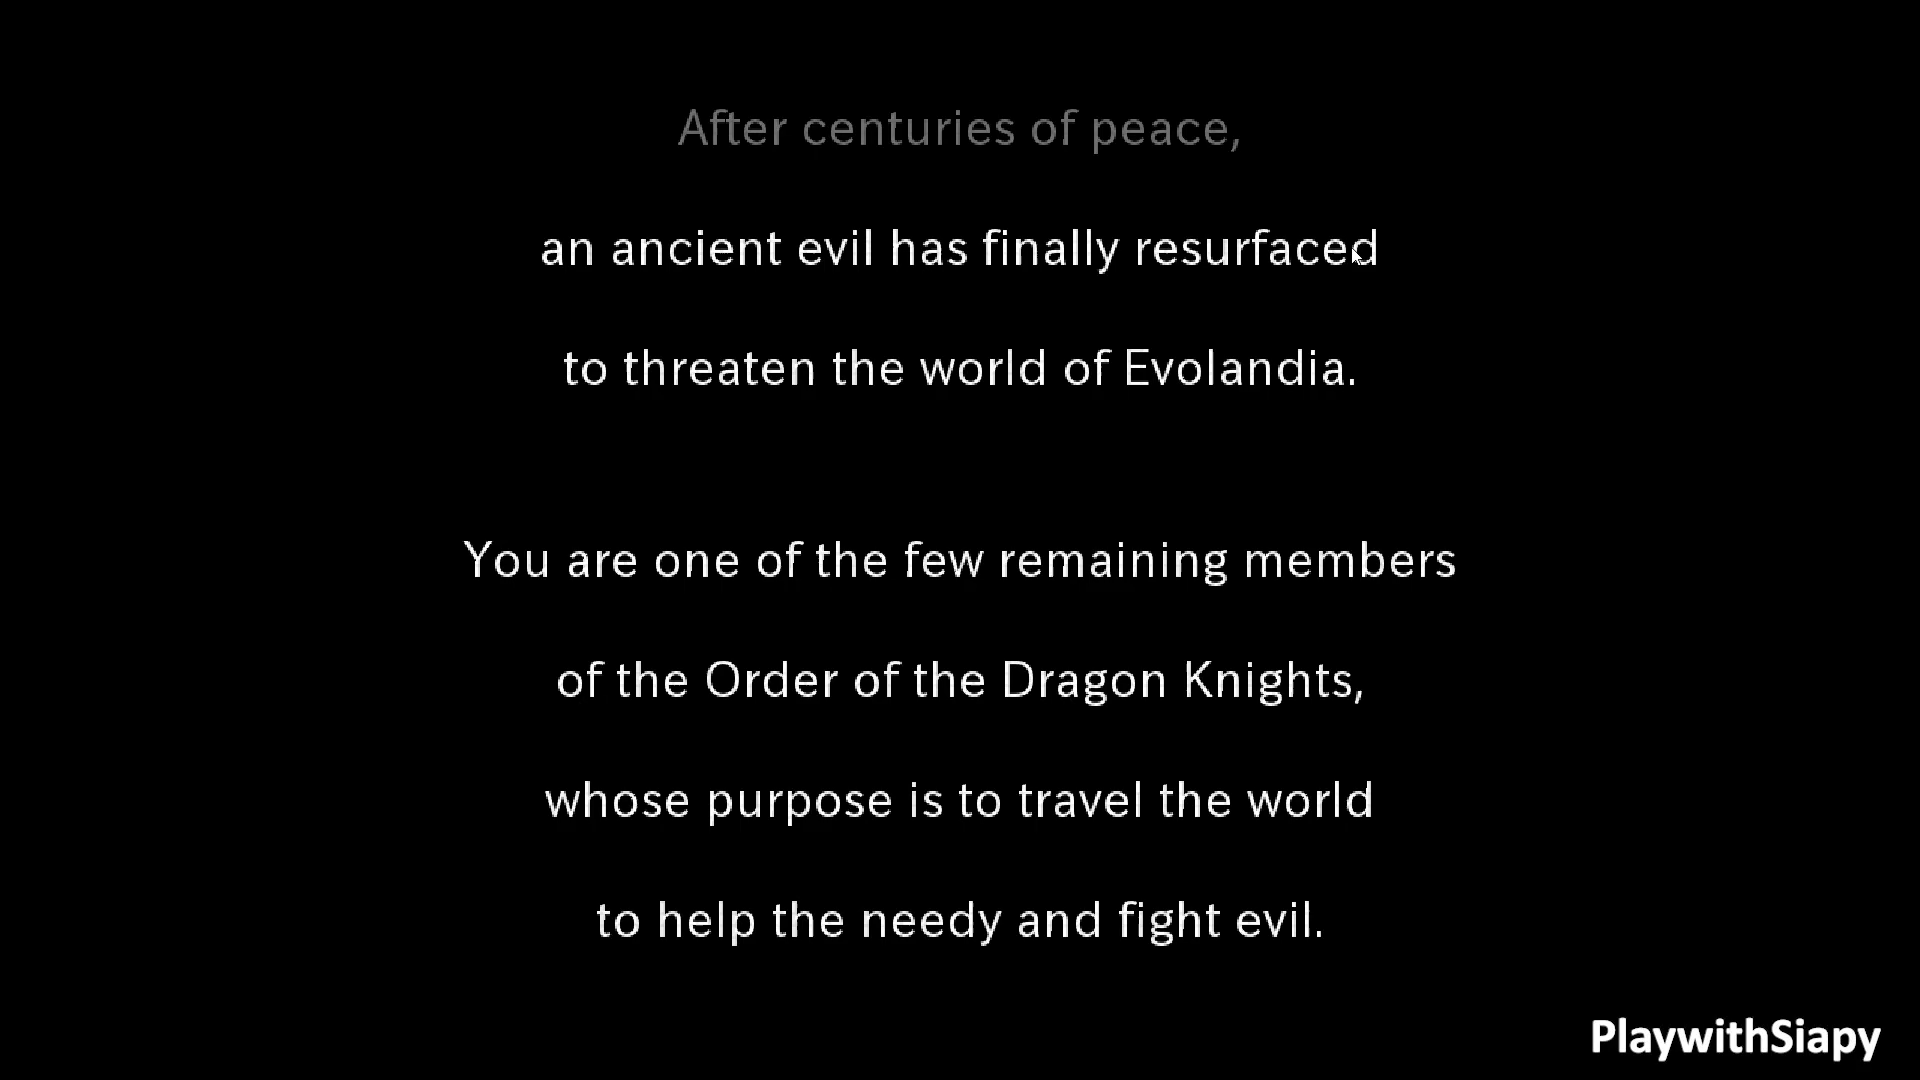 After centuries of peace,
an ancient evil has finally resurfaced
to threaten the world of Evolandia.
You are one of the few remaining members
of the Order of the Dragon Knights,
whose purpose is to travel the world
to help the needy and fight evil.
PlaywithSiapy